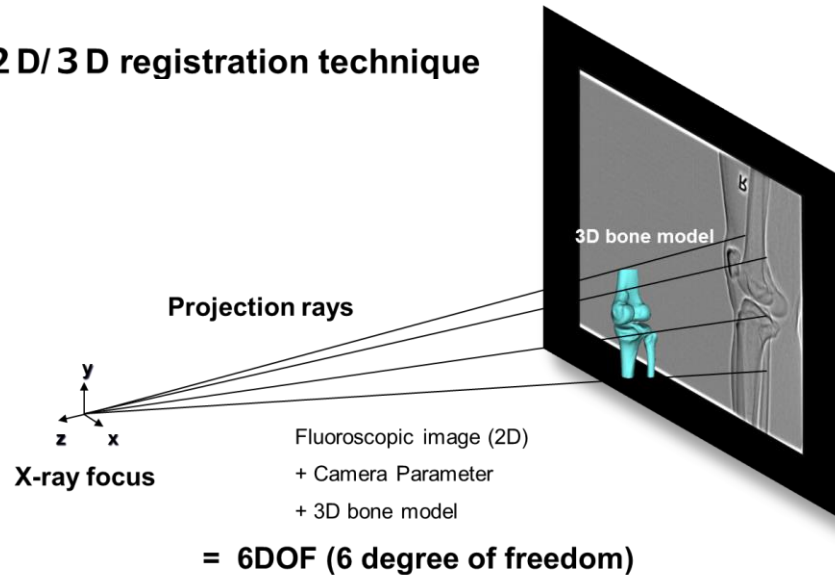 2D/3D registration technique
R
3D bone model
Projection rays
y
z
x
X-ray focus
Fluoroscopic image (2D)
+ Camera Parameter
+ 3D bone model
= 6DOF (6 degree of freedom)